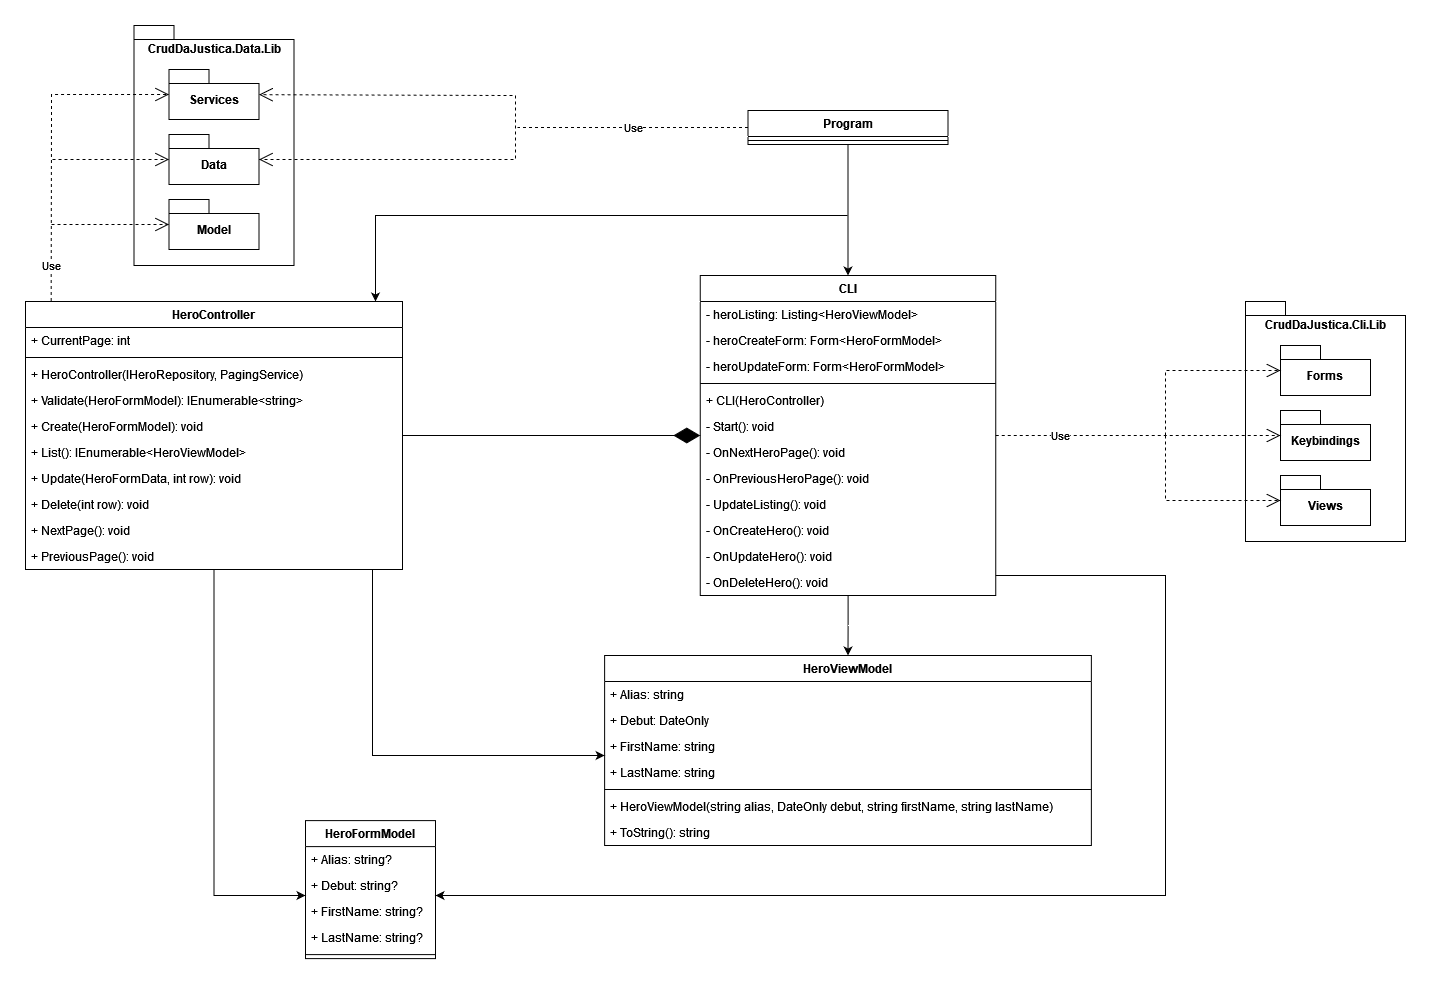 CrudDaJustica.Data.Lib
Services
Data
Model
Use
Use
Program
HeroController
+ CurrentPage: int
+ HeroController(IHeroRepository, PagingService)
+ Validate(HeroFormModel): IEnumerable<string>
+ Create(HeroFormModel): void
+ List(): IEnumerable<HeroViewModel>
+ Update(HeroFormData, int row): void
+ Delete(int row): void
+ NextPage(): void
+ PreviousPage(): void
CLI
- heroListing: Listing<HeroViewModel>
- heroCreateForm: Form<HeroFormModel>
- heroUpdateForm: Form<HeroFormModel>
+ CLI(HeroController)
- Start(): void
- OnNextHeroPage(): void
- OnPreviousHeroPage(): void
- UpdateListing(): void
- OnCreateHero(): void
- OnUpdateHero(): void
- OnDeleteHero(): void
Use
CrudDaJustica.Cli.Lib
Forms
Keybindings
Views
HeroViewModel
+ Alias: string
+ Debut: DateOnly
+ FirstName: string
+ LastName: string
+ HeroViewModel(string alias, DateOnly debut, string firstName, string lastName)
+ ToString(): string
HeroFormModel
+ Alias: string?
+ Debut: string?
+ FirstName: string?
+ LastName: string?